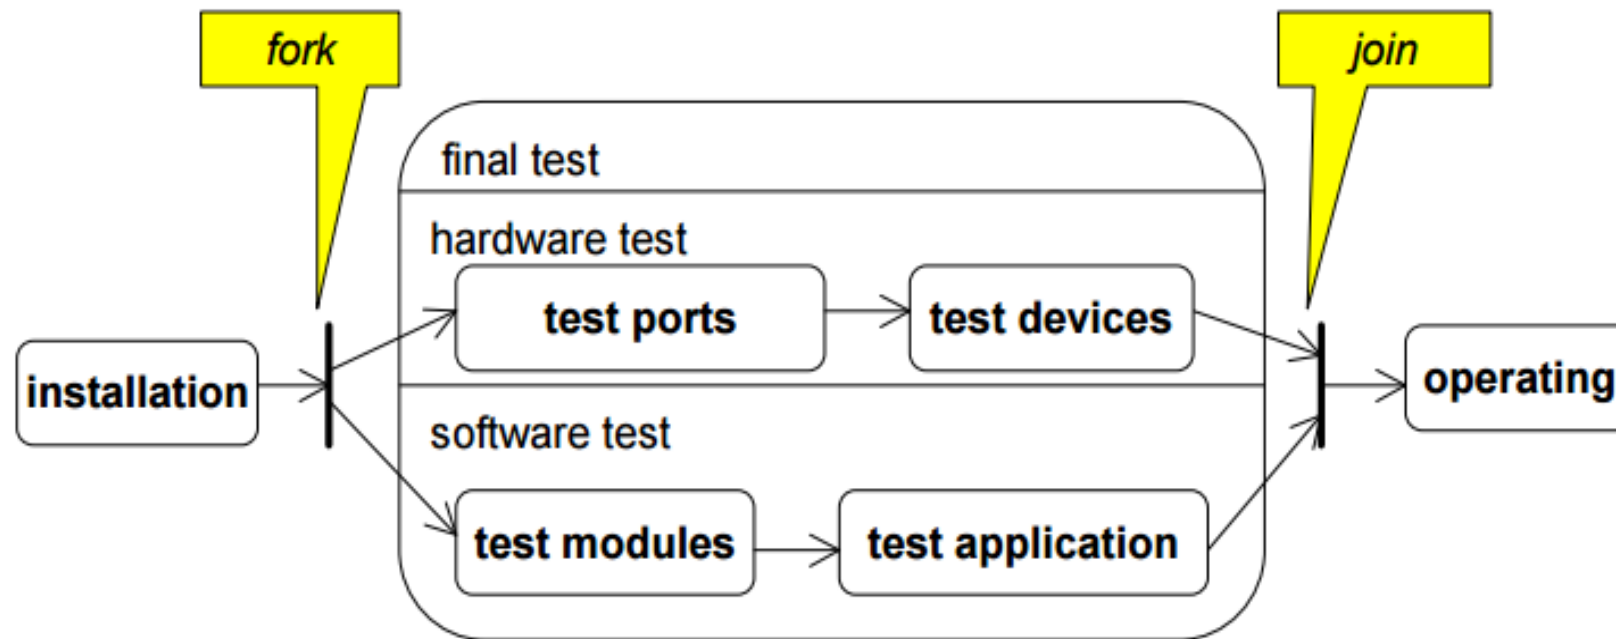 fork
join
final test
hardware test
test ports
test devices
installation
operating
software test
test modules
test application